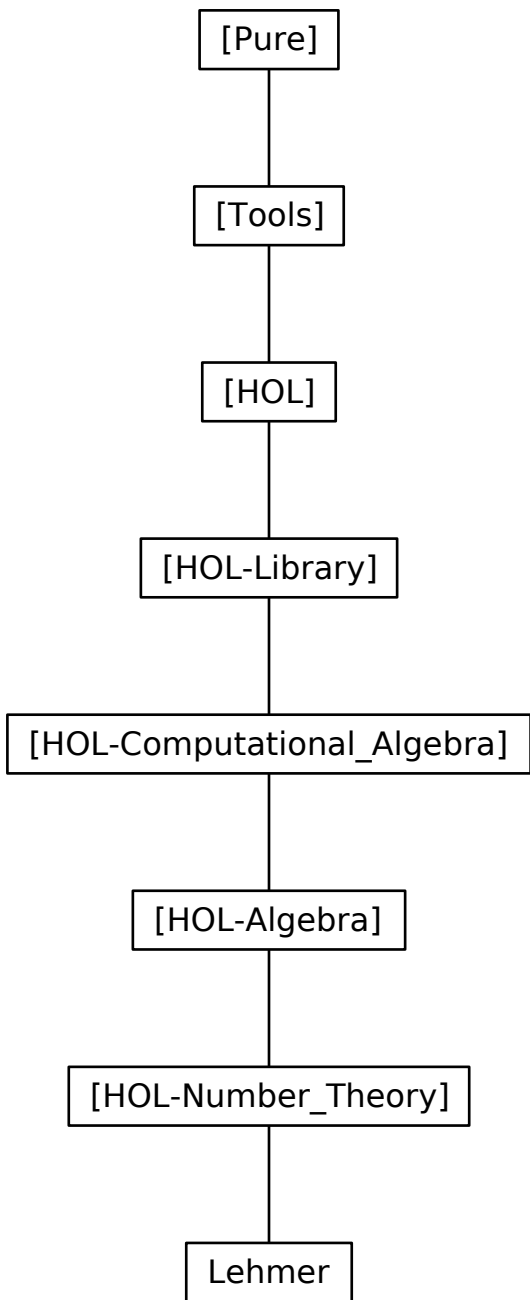 [Pure]
[Tools]
[HOL]
[HOL-Library]
[HOL-Computational_Algebra]
[HOL-Algebra]
[HOL-Number_Theory]
Lehmer